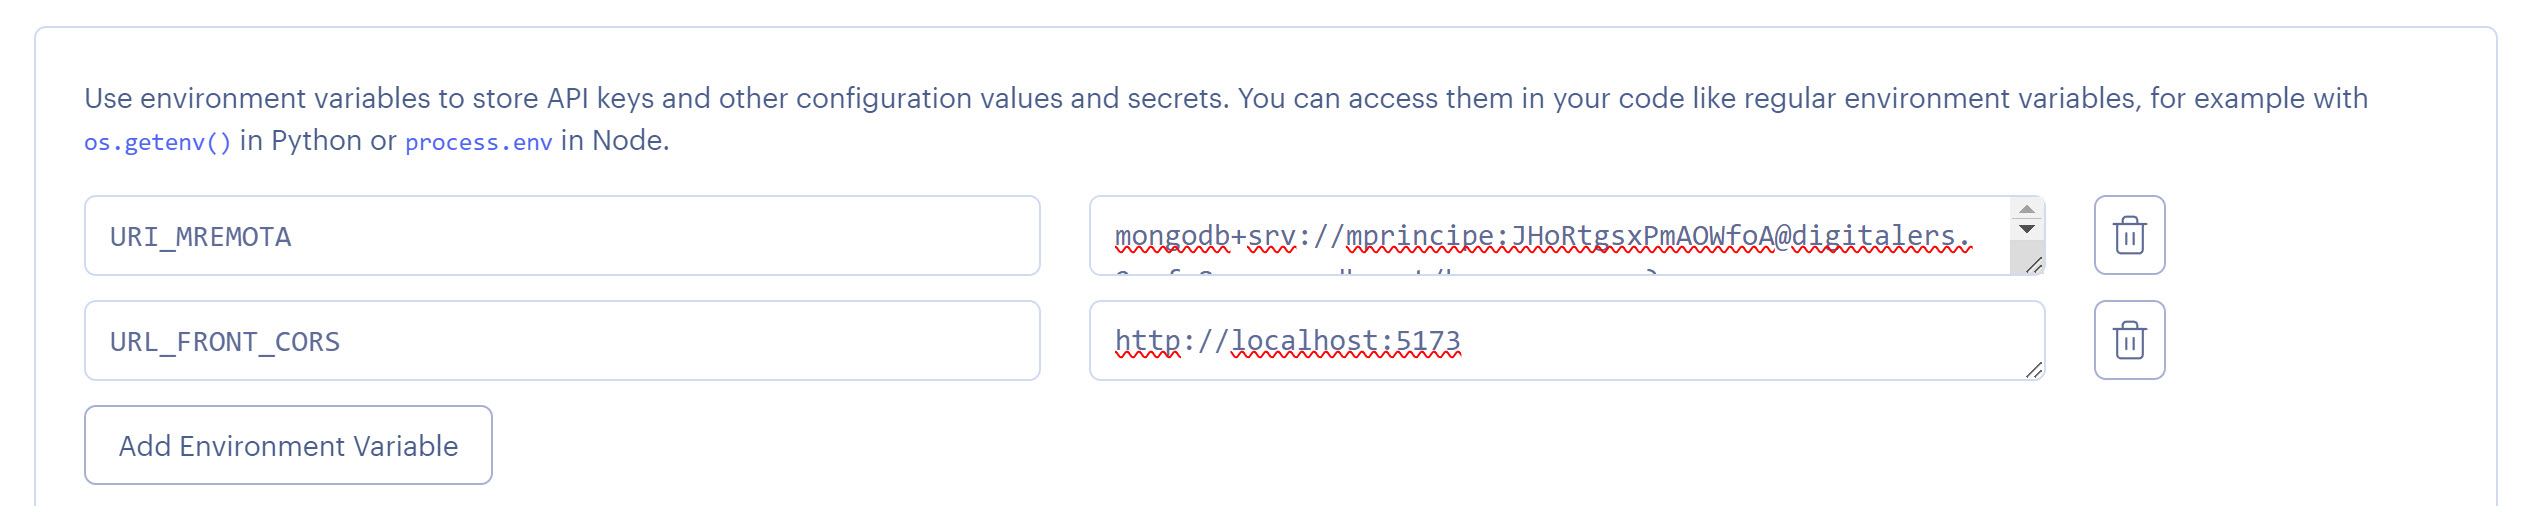 Use environment variables to store API keys and other configuration values and secrets. You can access them in your code like regular environment variables, for example with
os.getenv() in Python or process.env in Node.
URI_MREMOTA
mongodb+srv://mprincipe:JHoRtgsxPmAOWfoA@digitalers.
URL_FRONT_CORS
http://localhost:5173
Add Environment Variable